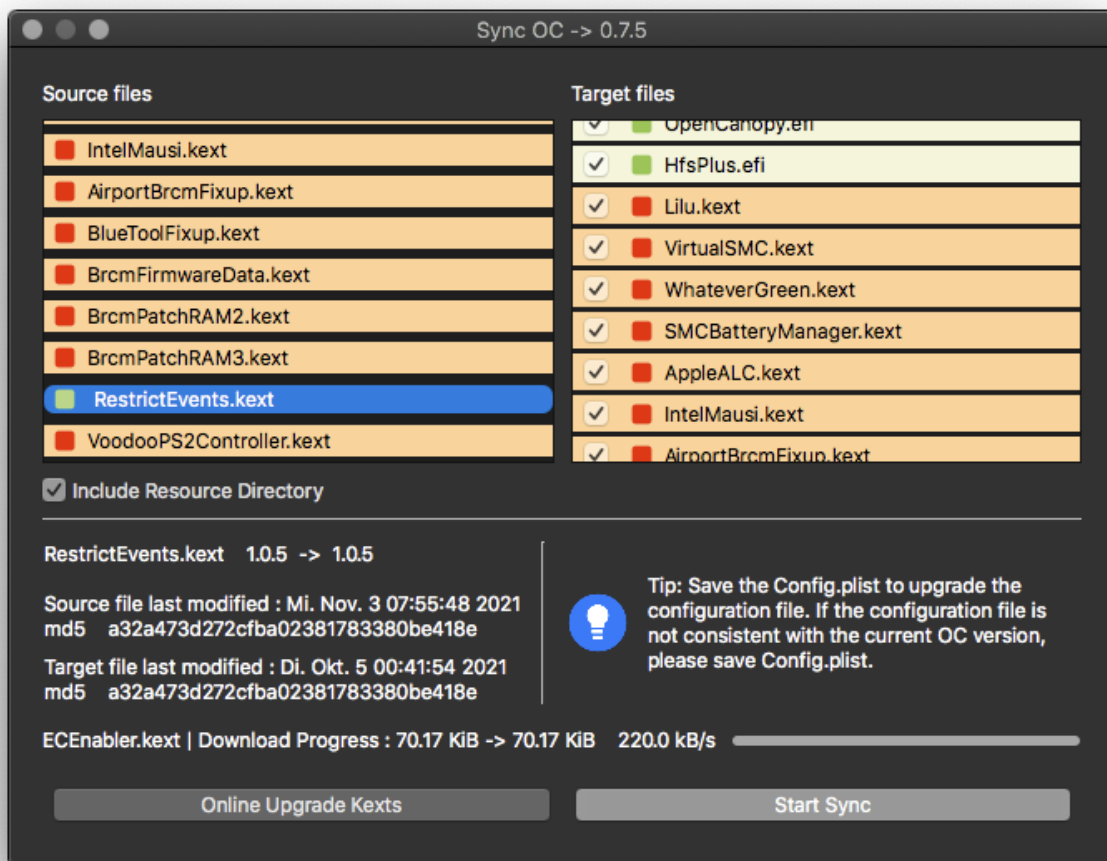 Sync OC -> 0.7.5
Source files
IntelMausi.kext
AirportBrcmFixup.kext
BlueToolFixup.kext
BrcmFirmwareData.kext
BrcmPatchRAM2.kext
BrcmPatchRAM3.kext
RestrictEvents.kext
VoodooPS2Controller.kext
Include Resource Directory
Target files
OpenCanopy.efi
HfsPlus.efi
Lilu.kext
VirtualSMC.kext
WhateverGreen.kext
SMCBatteryManager.kext
AppleALC.kext
IntelMausi.kext
AirportBrcmFixup.kext
RestrictEvents.kext 1.0.5 -> 1.0.5
Source file last modified : Mi. Nov. 3 07:55:48 2021
md5 a32a473d272cfba02381783380be418e
Target file last modified : Di. Okt. 5 00:41:54 2021
md5 a32a473d272cfba02381783380be418e
Tip: Save the Config.plist to upgrade the
configuration file. If the configuration file is
not consistent with the current OC version,
please save Config.plist.
ECEnabler.kext | Download Progress : 70.17 KiB -> 70.17 KiB 220.0 kB/s
Online Upgrade Kexts
Start Sync